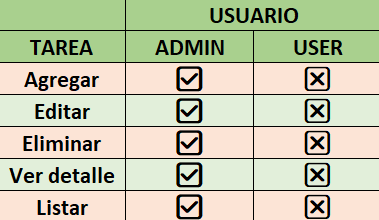 USUARIO
TAREA ADMIN USER
Agregar
Editar
Eliminar
Ver detalle
Listar